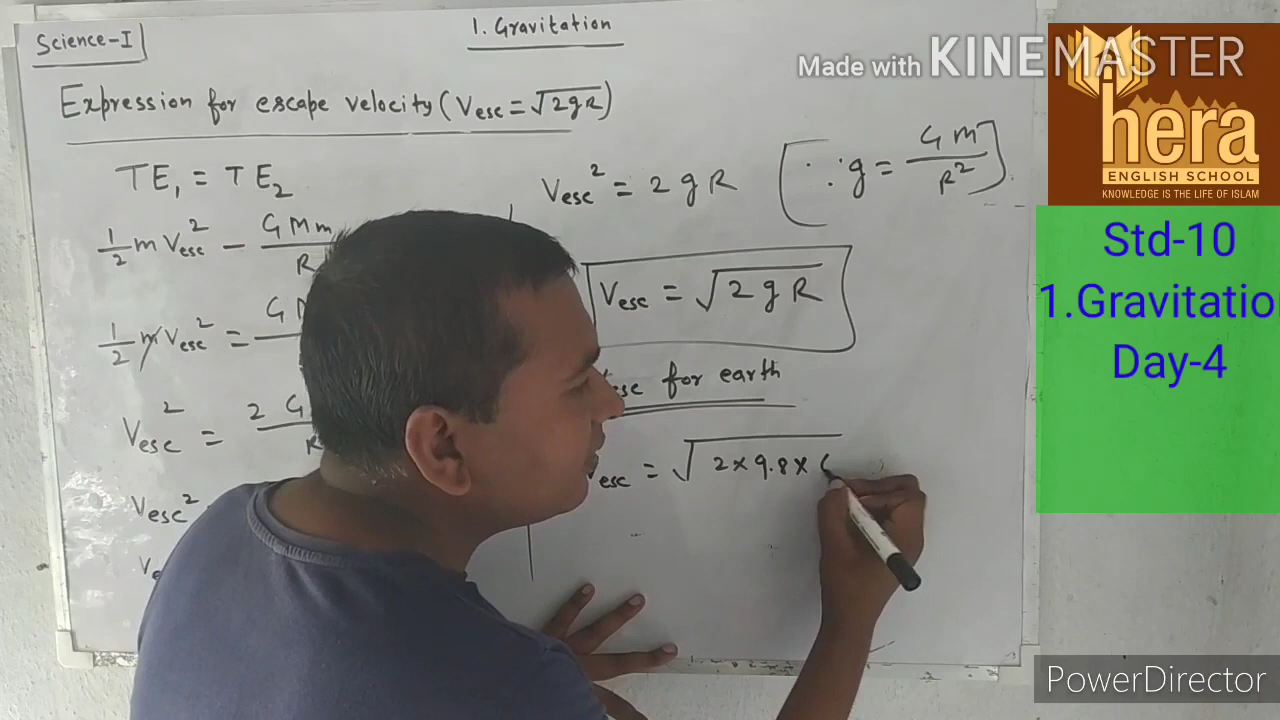 Science-I
1. Gravitation
Expression for escape velocity (Vesc = √2gR)
TE₁ = TE₂
1/2 m Vesc² - GMm/R
1/2 m Vesc² = G
Vesc² = 2G/R
Vesc²
Vesc² = 2gR (∵ g = GM/R²)
Vesc = √2gR
Vesc for earth
Vesc = √2×9.8×
Made with KINEMASTER
hera
ENGLISH SCHOOL
KNOWLEDGE IS THE LIFE OF ISLAM
Std-10
1.Gravitatio
Day-4
PowerDirector